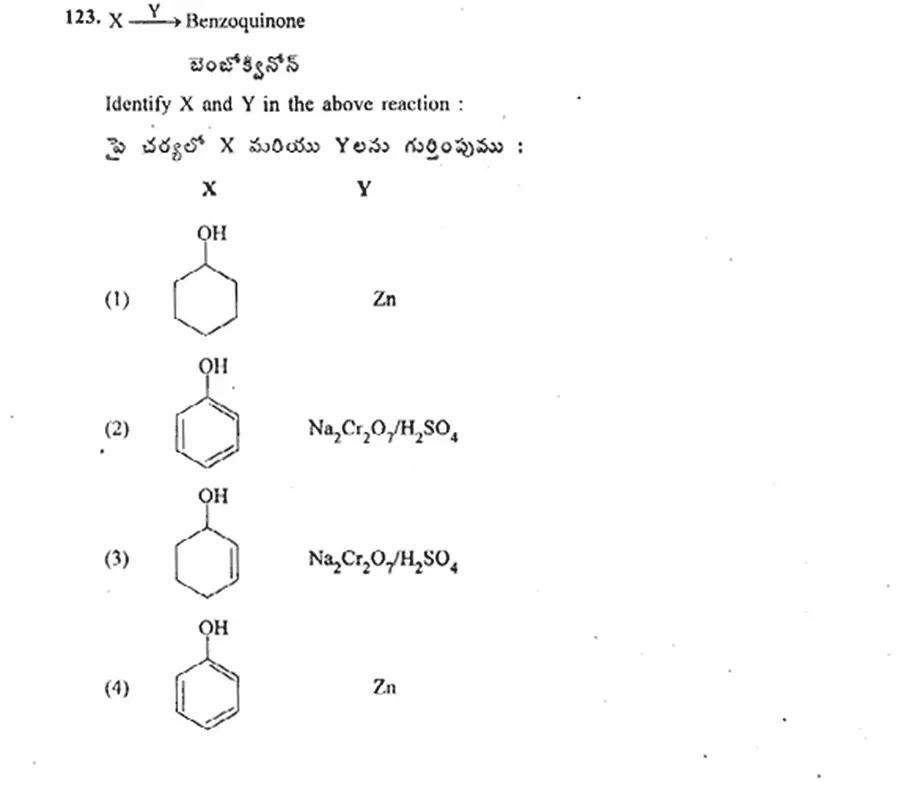 123. X —Y→ Benzoquinone
బెంజోక్వినోన్
Identify X and Y in the above reaction :
పై చర్యలో X మరియు Y లను గుర్తింపుము :
X Y
OH
(1) Zn
OH
(2) Na₂Cr₂O₇/H₂SO₄
OH
(3) Na₂Cr₂O₇/H₂SO₄
OH
(4) Zn